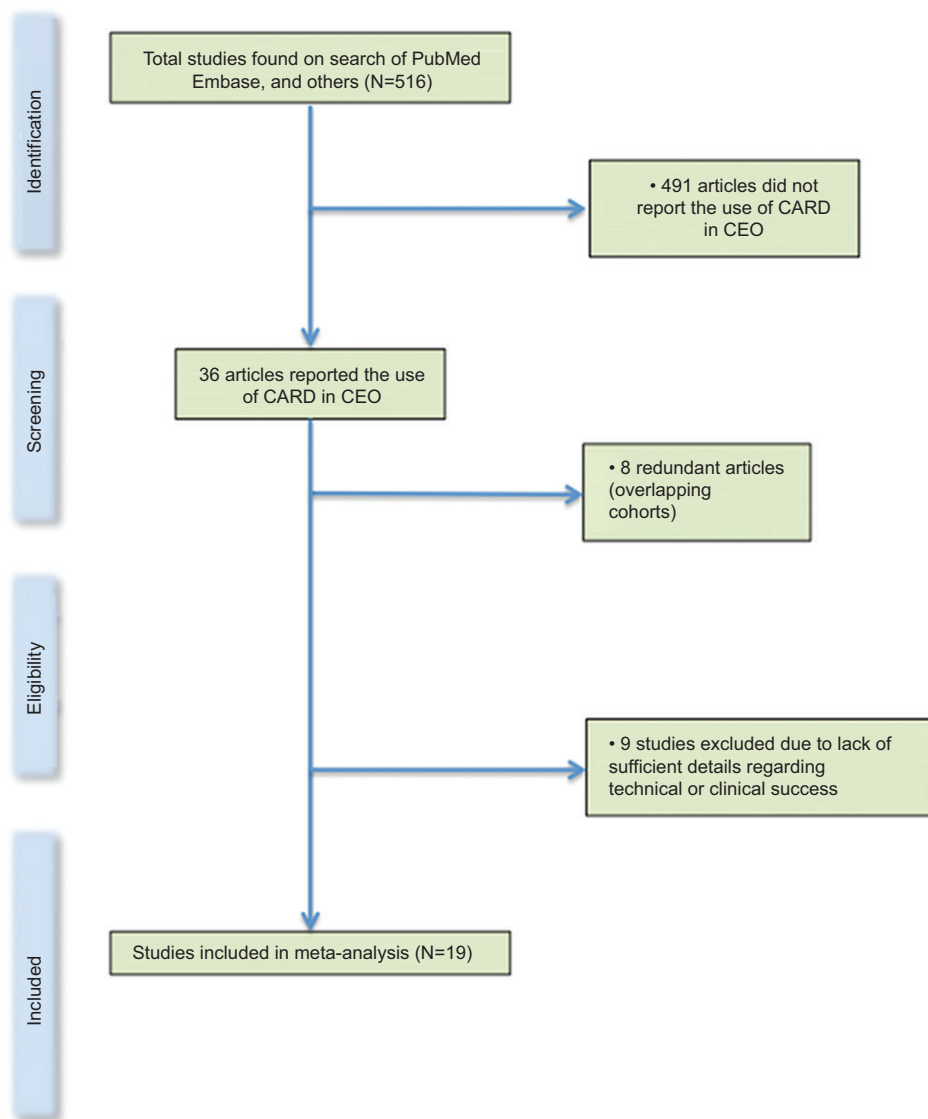 Identification
Total studies found on search of PubMed
Embase, and others (N=516)
• 491 articles did not
report the use of CARD
in CEO
Screening
36 articles reported the use
of CARD in CEO
• 8 redundant articles
(overlapping
cohorts)
Eligibility
• 9 studies excluded due to lack of
sufficient details regarding
technical or clinical success
Included
Studies included in meta-analysis (N=19)